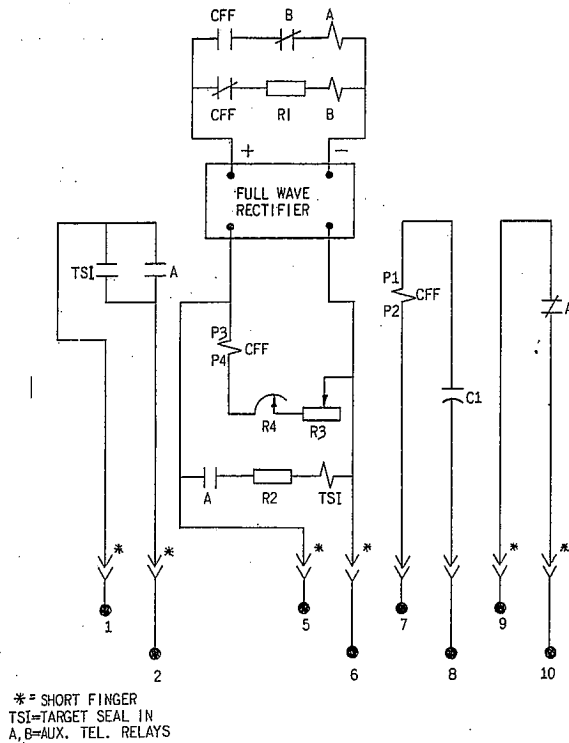 CFF B A
CFF R1 B
+ −
FULL WAVE
RECTIFIER
TSI A
P1
P2 CFF
A
P3
P4 CFF
C1
R4 R3
A R2 TSI
* * * * * *
1 5 7 9
2 6 8 10
*= SHORT FINGER
TSI=TARGET SEAL IN
A,B=AUX. TEL. RELAYS